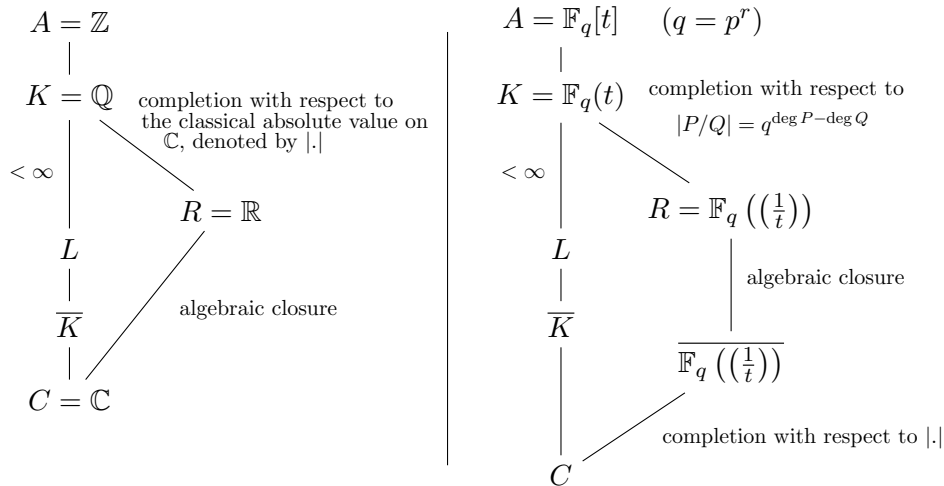 A = ℤ
K = ℚ
completion with respect to
the classical absolute value on
ℂ, denoted by |.|
< ∞
R = ℝ
L
algebraic closure
K̅
C = ℂ
A = 𝔽_q[t]   (q = p^r)
K = 𝔽_q(t)
completion with respect to
|P/Q| = q^{deg P−deg Q}
< ∞
R = 𝔽_q((1/t))
L
algebraic closure
K̅
\overline{𝔽_q((1/t))}
completion with respect to |.|
C